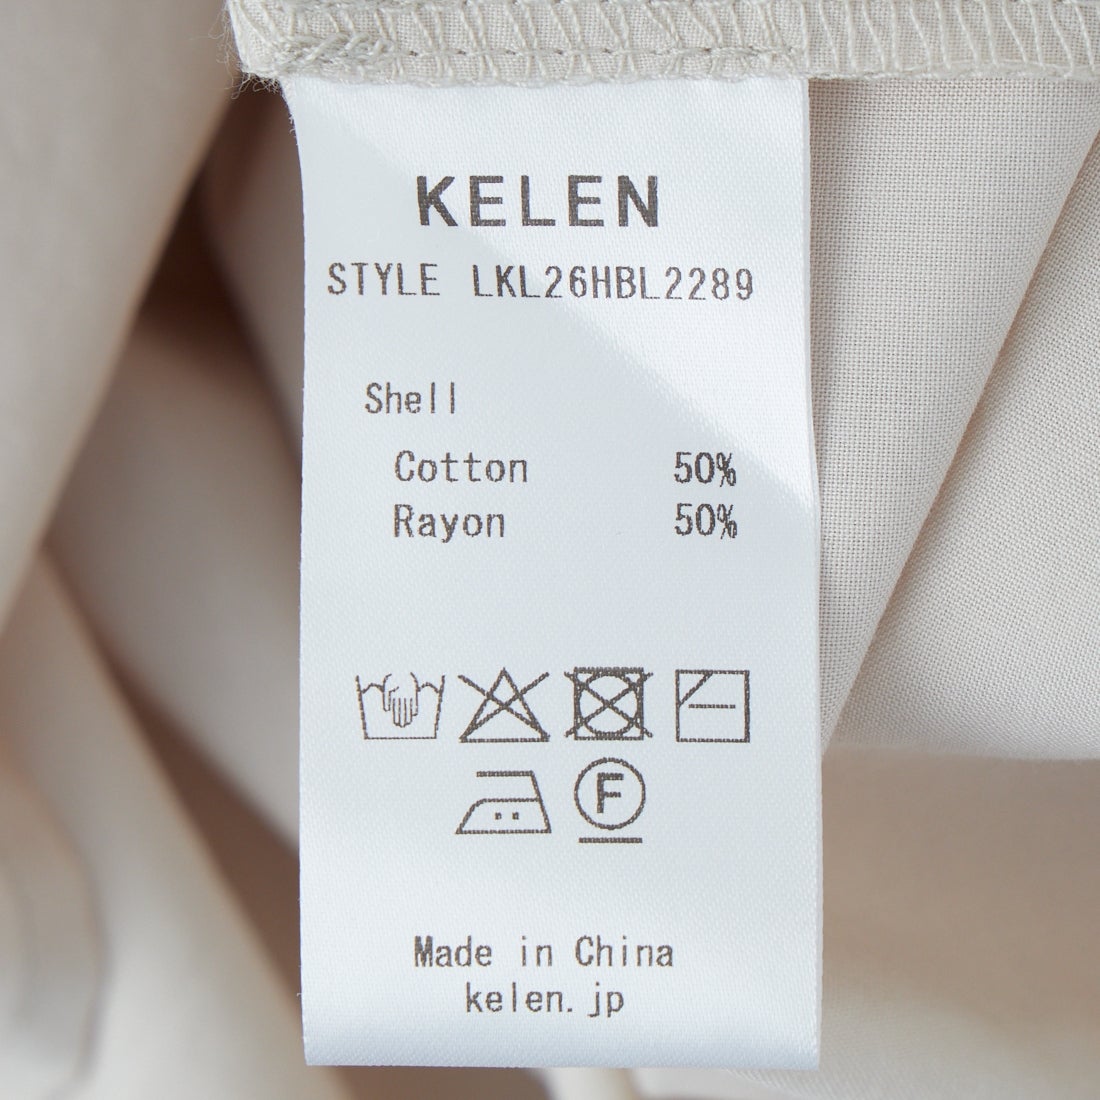 KELEN
STYLE LKL26HBL2289
Shell
Cotton 50%
Rayon 50%
F
Made in China
kelen.jp